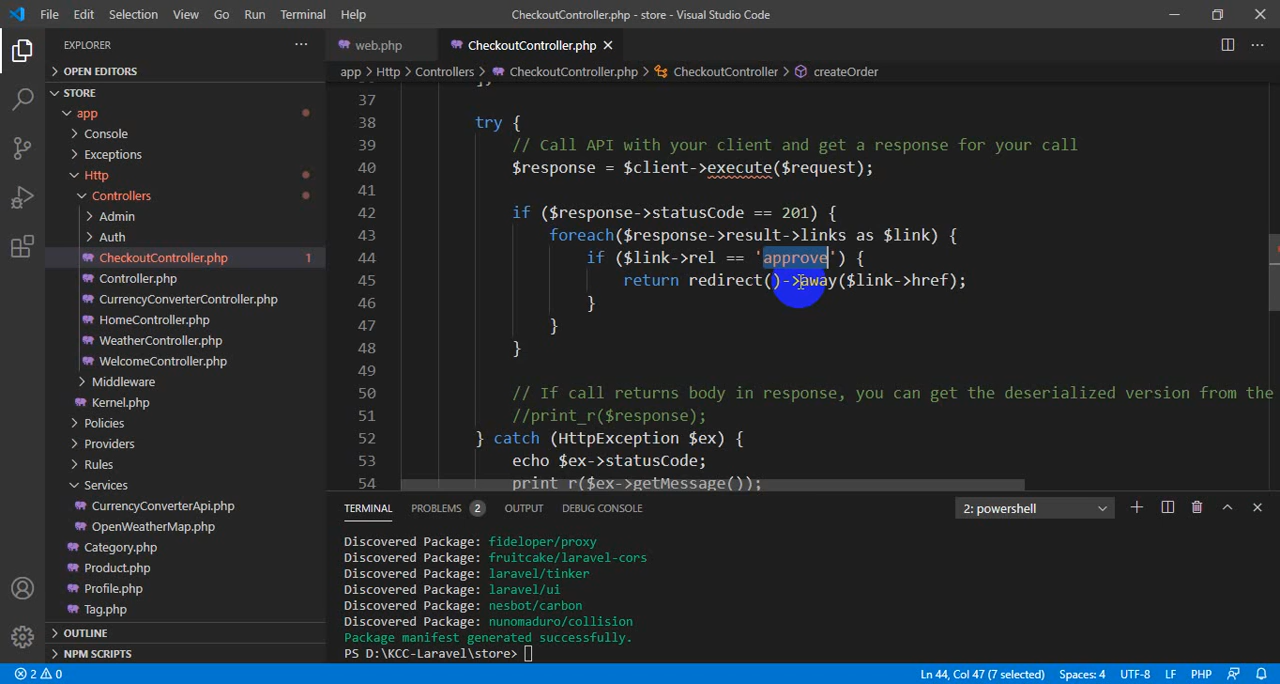 File Edit Selection View Go Run Terminal Help CheckoutController.php - store - Visual Studio Code
EXPLORER
web.php CheckoutController.php
OPEN EDITORS
app > Http > Controllers > CheckoutController.php > CheckoutController > createOrder
STORE
app
Console
Exceptions
Http
Controllers
Admin
Auth
CheckoutController.php 1
Controller.php
CurrencyConverterController.php
HomeController.php
WeatherController.php
WelcomeController.php
Middleware
Kernel.php
Policies
Providers
Rules
Services
CurrencyConverterApi.php
OpenWeatherMap.php
Category.php
Product.php
Profile.php
Tag.php
OUTLINE
NPM SCRIPTS
37
38 try {
39 // Call API with your client and get a response for your call
40 $response = $client->execute($request);
41
42 if ($response->statusCode == 201) {
43 foreach($response->result->links as $link) {
44 if ($link->rel == 'approve') {
45 return redirect()->away($link->href);
46 }
47 }
48 }
49
50 // If call returns body in response, you can get the deserialized version from the
51 //print_r($response);
52 } catch (HttpException $ex) {
53 echo $ex->statusCode;
54 print_r($ex->getMessage());
TERMINAL PROBLEMS 2 OUTPUT DEBUG CONSOLE 2: powershell
Discovered Package: fideloper/proxy
Discovered Package: fruitcake/laravel-cors
Discovered Package: laravel/tinker
Discovered Package: laravel/ui
Discovered Package: nesbot/carbon
Discovered Package: nunomaduro/collision
Package manifest generated successfully.
PS D:\KCC-Laravel\store>
2 0 Ln 44, Col 47 (7 selected) Spaces: 4 UTF-8 LF PHP